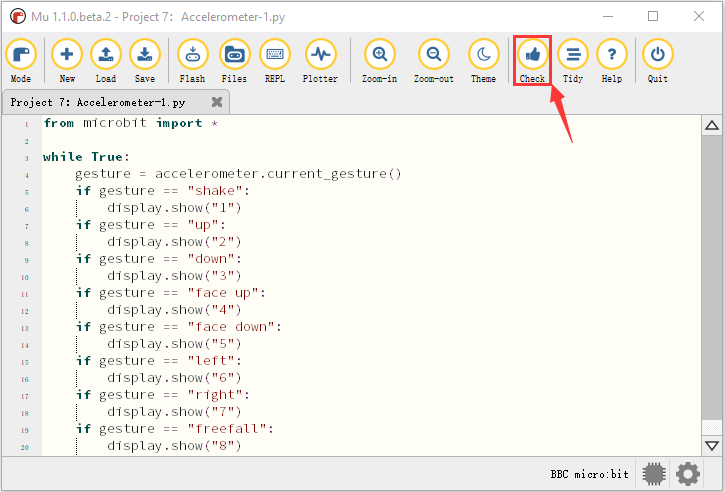 Mu 1.1.0.beta.2 - Project 7： Accelerometer-1.py
Mode New Load Save Flash Files REPL Plotter Zoom-in Zoom-out Theme Check Tidy Help Quit
Project 7： Accelerometer-1.py
1 from microbit import *
2
3 while True:
4 gesture = accelerometer.current_gesture()
5 if gesture == "shake":
6 display.show("1")
7 if gesture == "up":
8 display.show("2")
9 if gesture == "down":
10 display.show("3")
11 if gesture == "face up":
12 display.show("4")
13 if gesture == "face down":
14 display.show("5")
15 if gesture == "left":
16 display.show("6")
17 if gesture == "right":
18 display.show("7")
19 if gesture == "freefall":
20 display.show("8")
BBC micro:bit